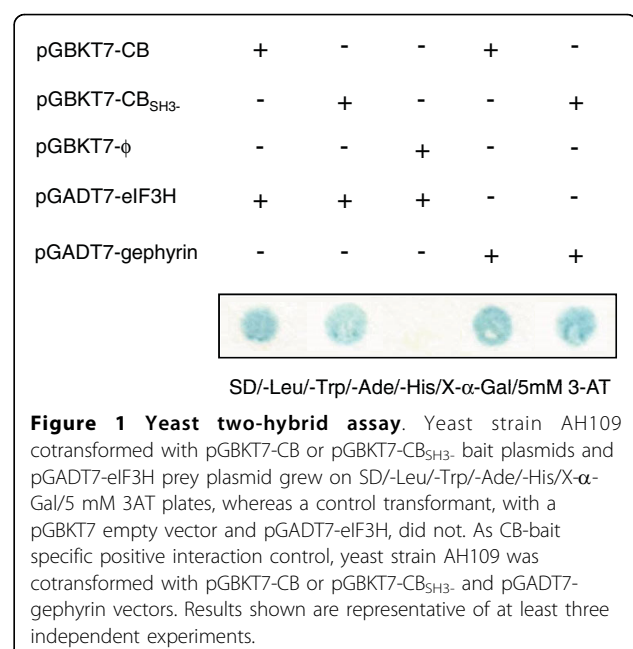 pGBKT7-CB + - - + -
pGBKT7-CBSH3- - + - - +
pGBKT7-ϕ - - + - -
pGADT7-eIF3H + + + - -
pGADT7-gephyrin - - - + +
SD/-Leu/-Trp/-Ade/-His/X-α-Gal/5mM 3-AT
Figure 1 Yeast two-hybrid assay. Yeast strain AH109
cotransformed with pGBKT7-CB or pGBKT7-CBSH3- bait plasmids and
pGADT7-eIF3H prey plasmid grew on SD/-Leu/-Trp/-Ade/-His/X-α-
Gal/5 mM 3AT plates, whereas a control transformant, with a
pGBKT7 empty vector and pGADT7-eIF3H, did not. As CB-bait
specific positive interaction control, yeast strain AH109 was
cotransformed with pGBKT7-CB or pGBKT7-CBSH3- and pGADT7-
gephyrin vectors. Results shown are representative of at least three
independent experiments.